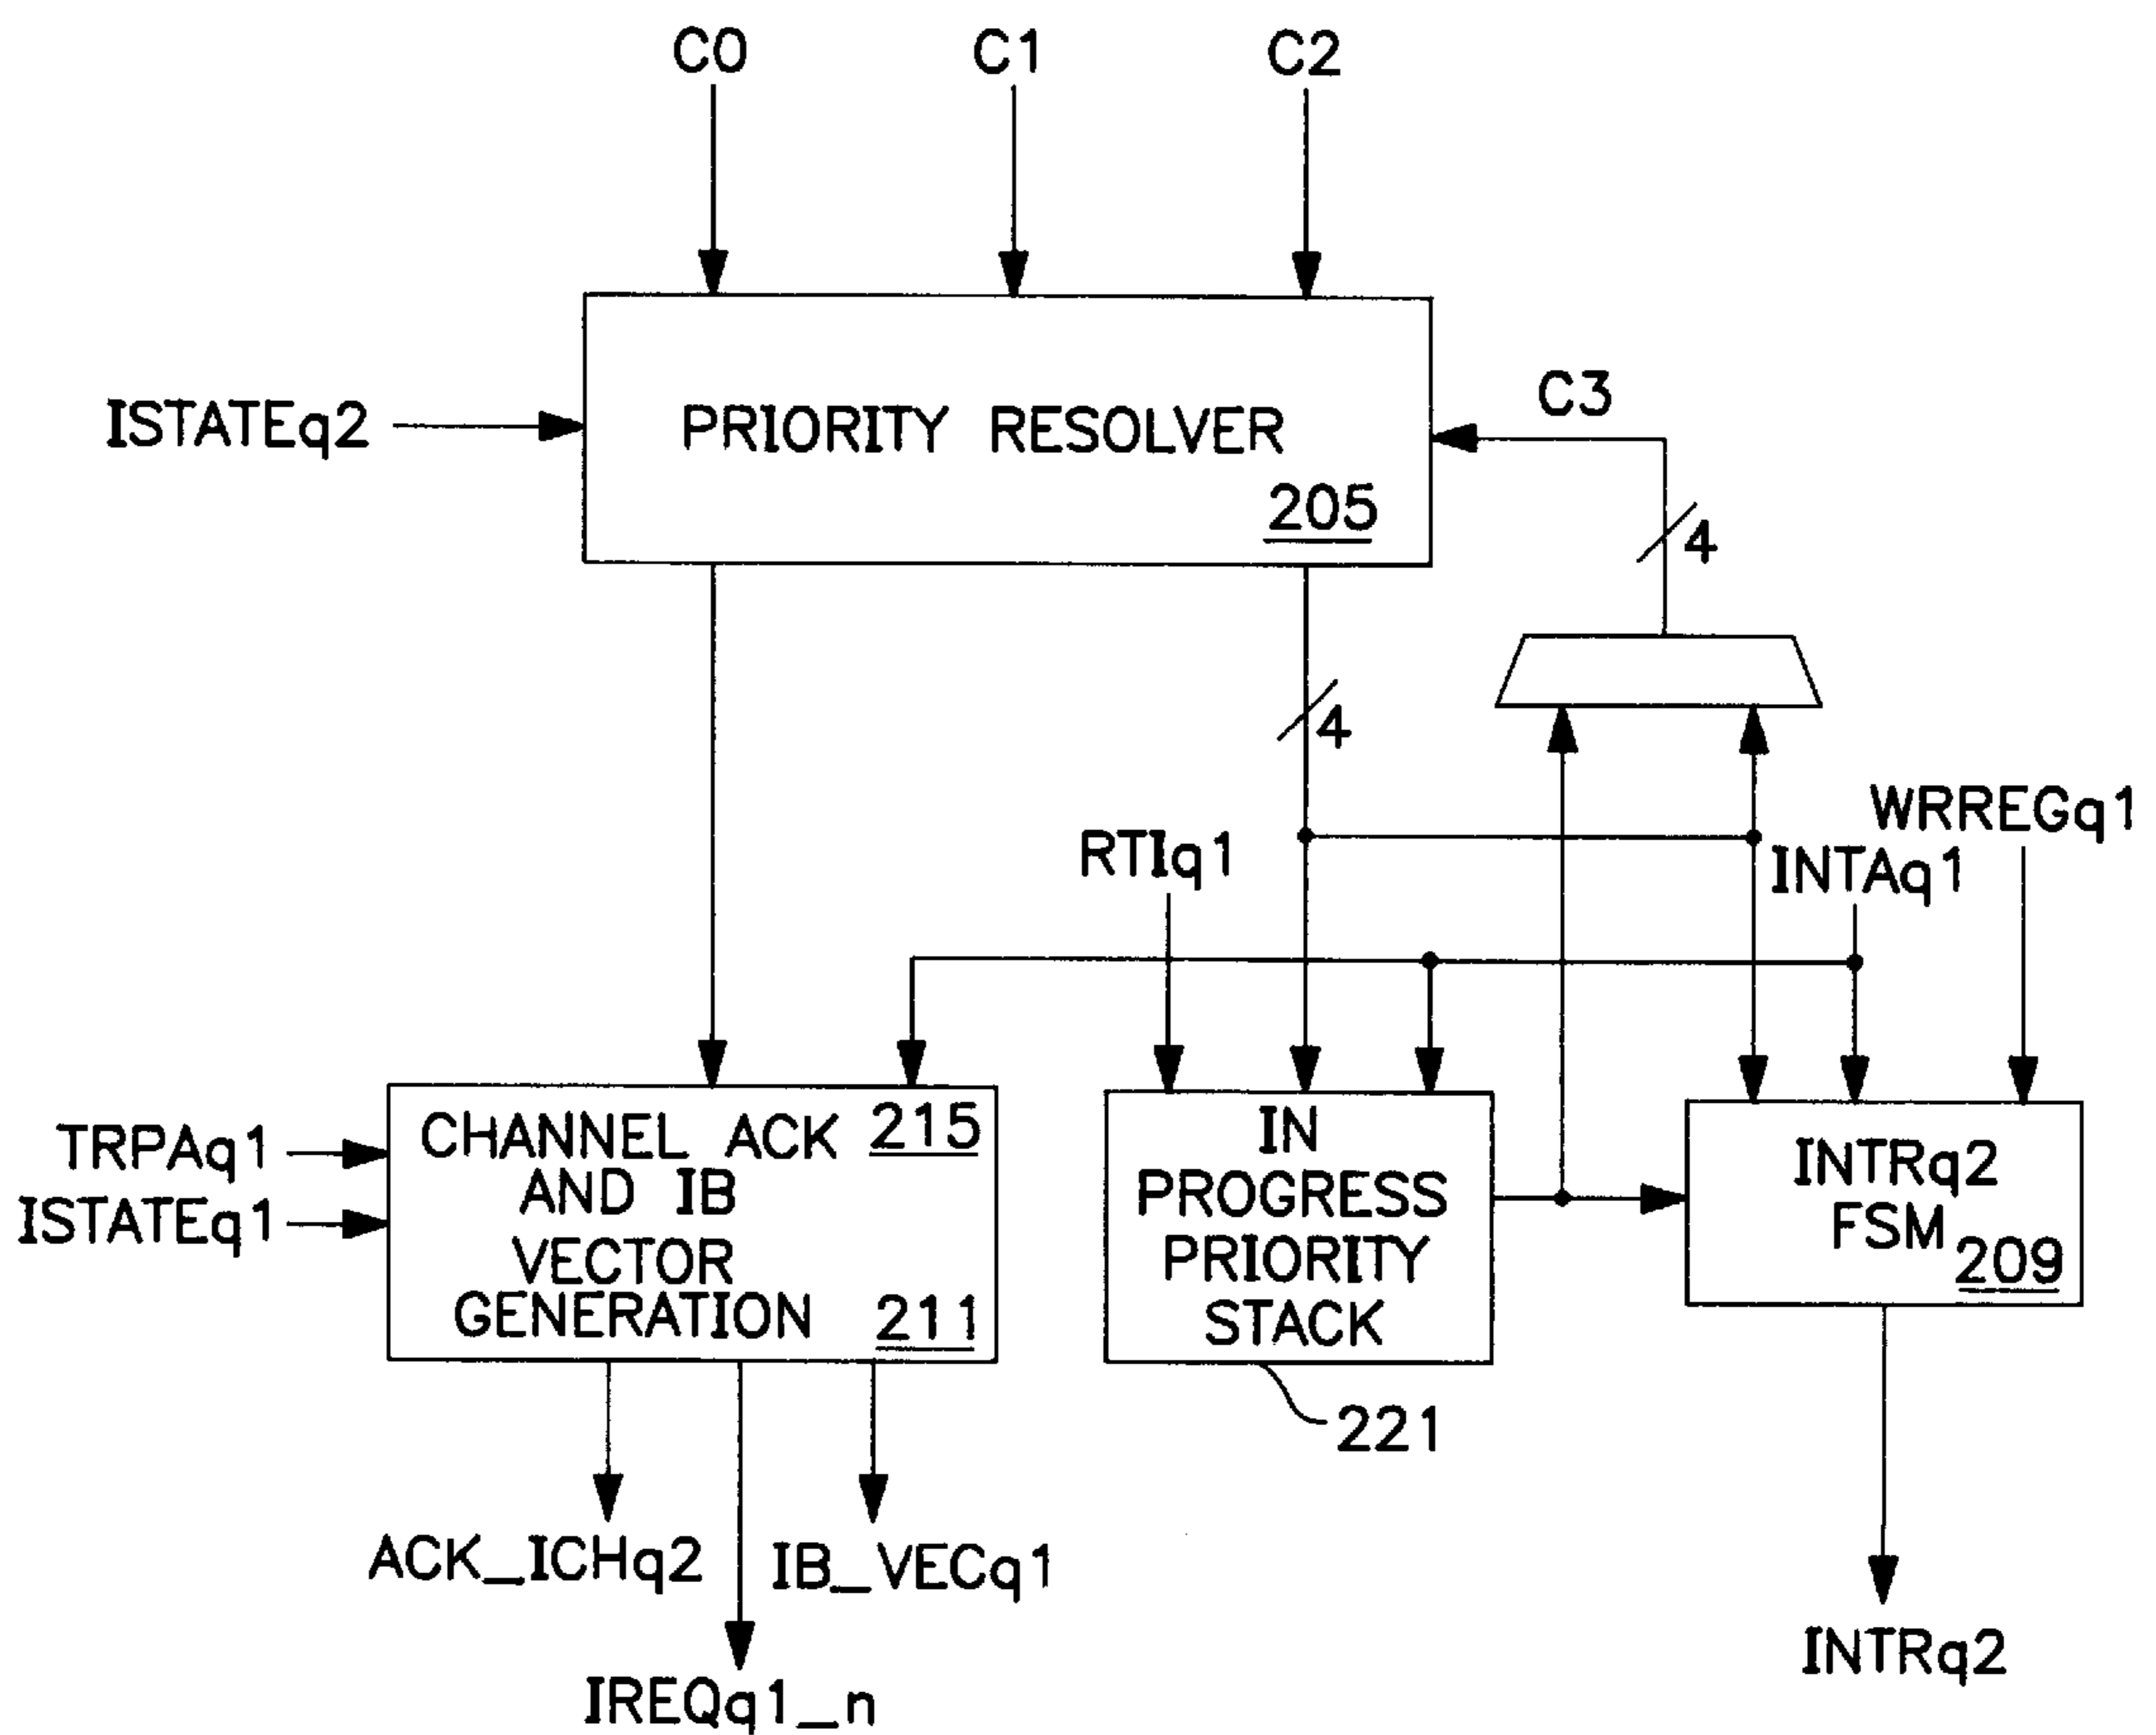 C0
C1
C2
ISTATEq2
PRIORITY RESOLVER
205
C3
4
4
WRREGq1
RTIq1
INTAq1
TRPAq1
ISTATEq1
CHANNEL ACK 215
AND IB
VECTOR
GENERATION 211
IN
PROGRESS
PRIORITY
STACK
221
INTRq2
FSM 209
ACK_ICHq2
IB_VECq1
IREQq1_n
INTRq2